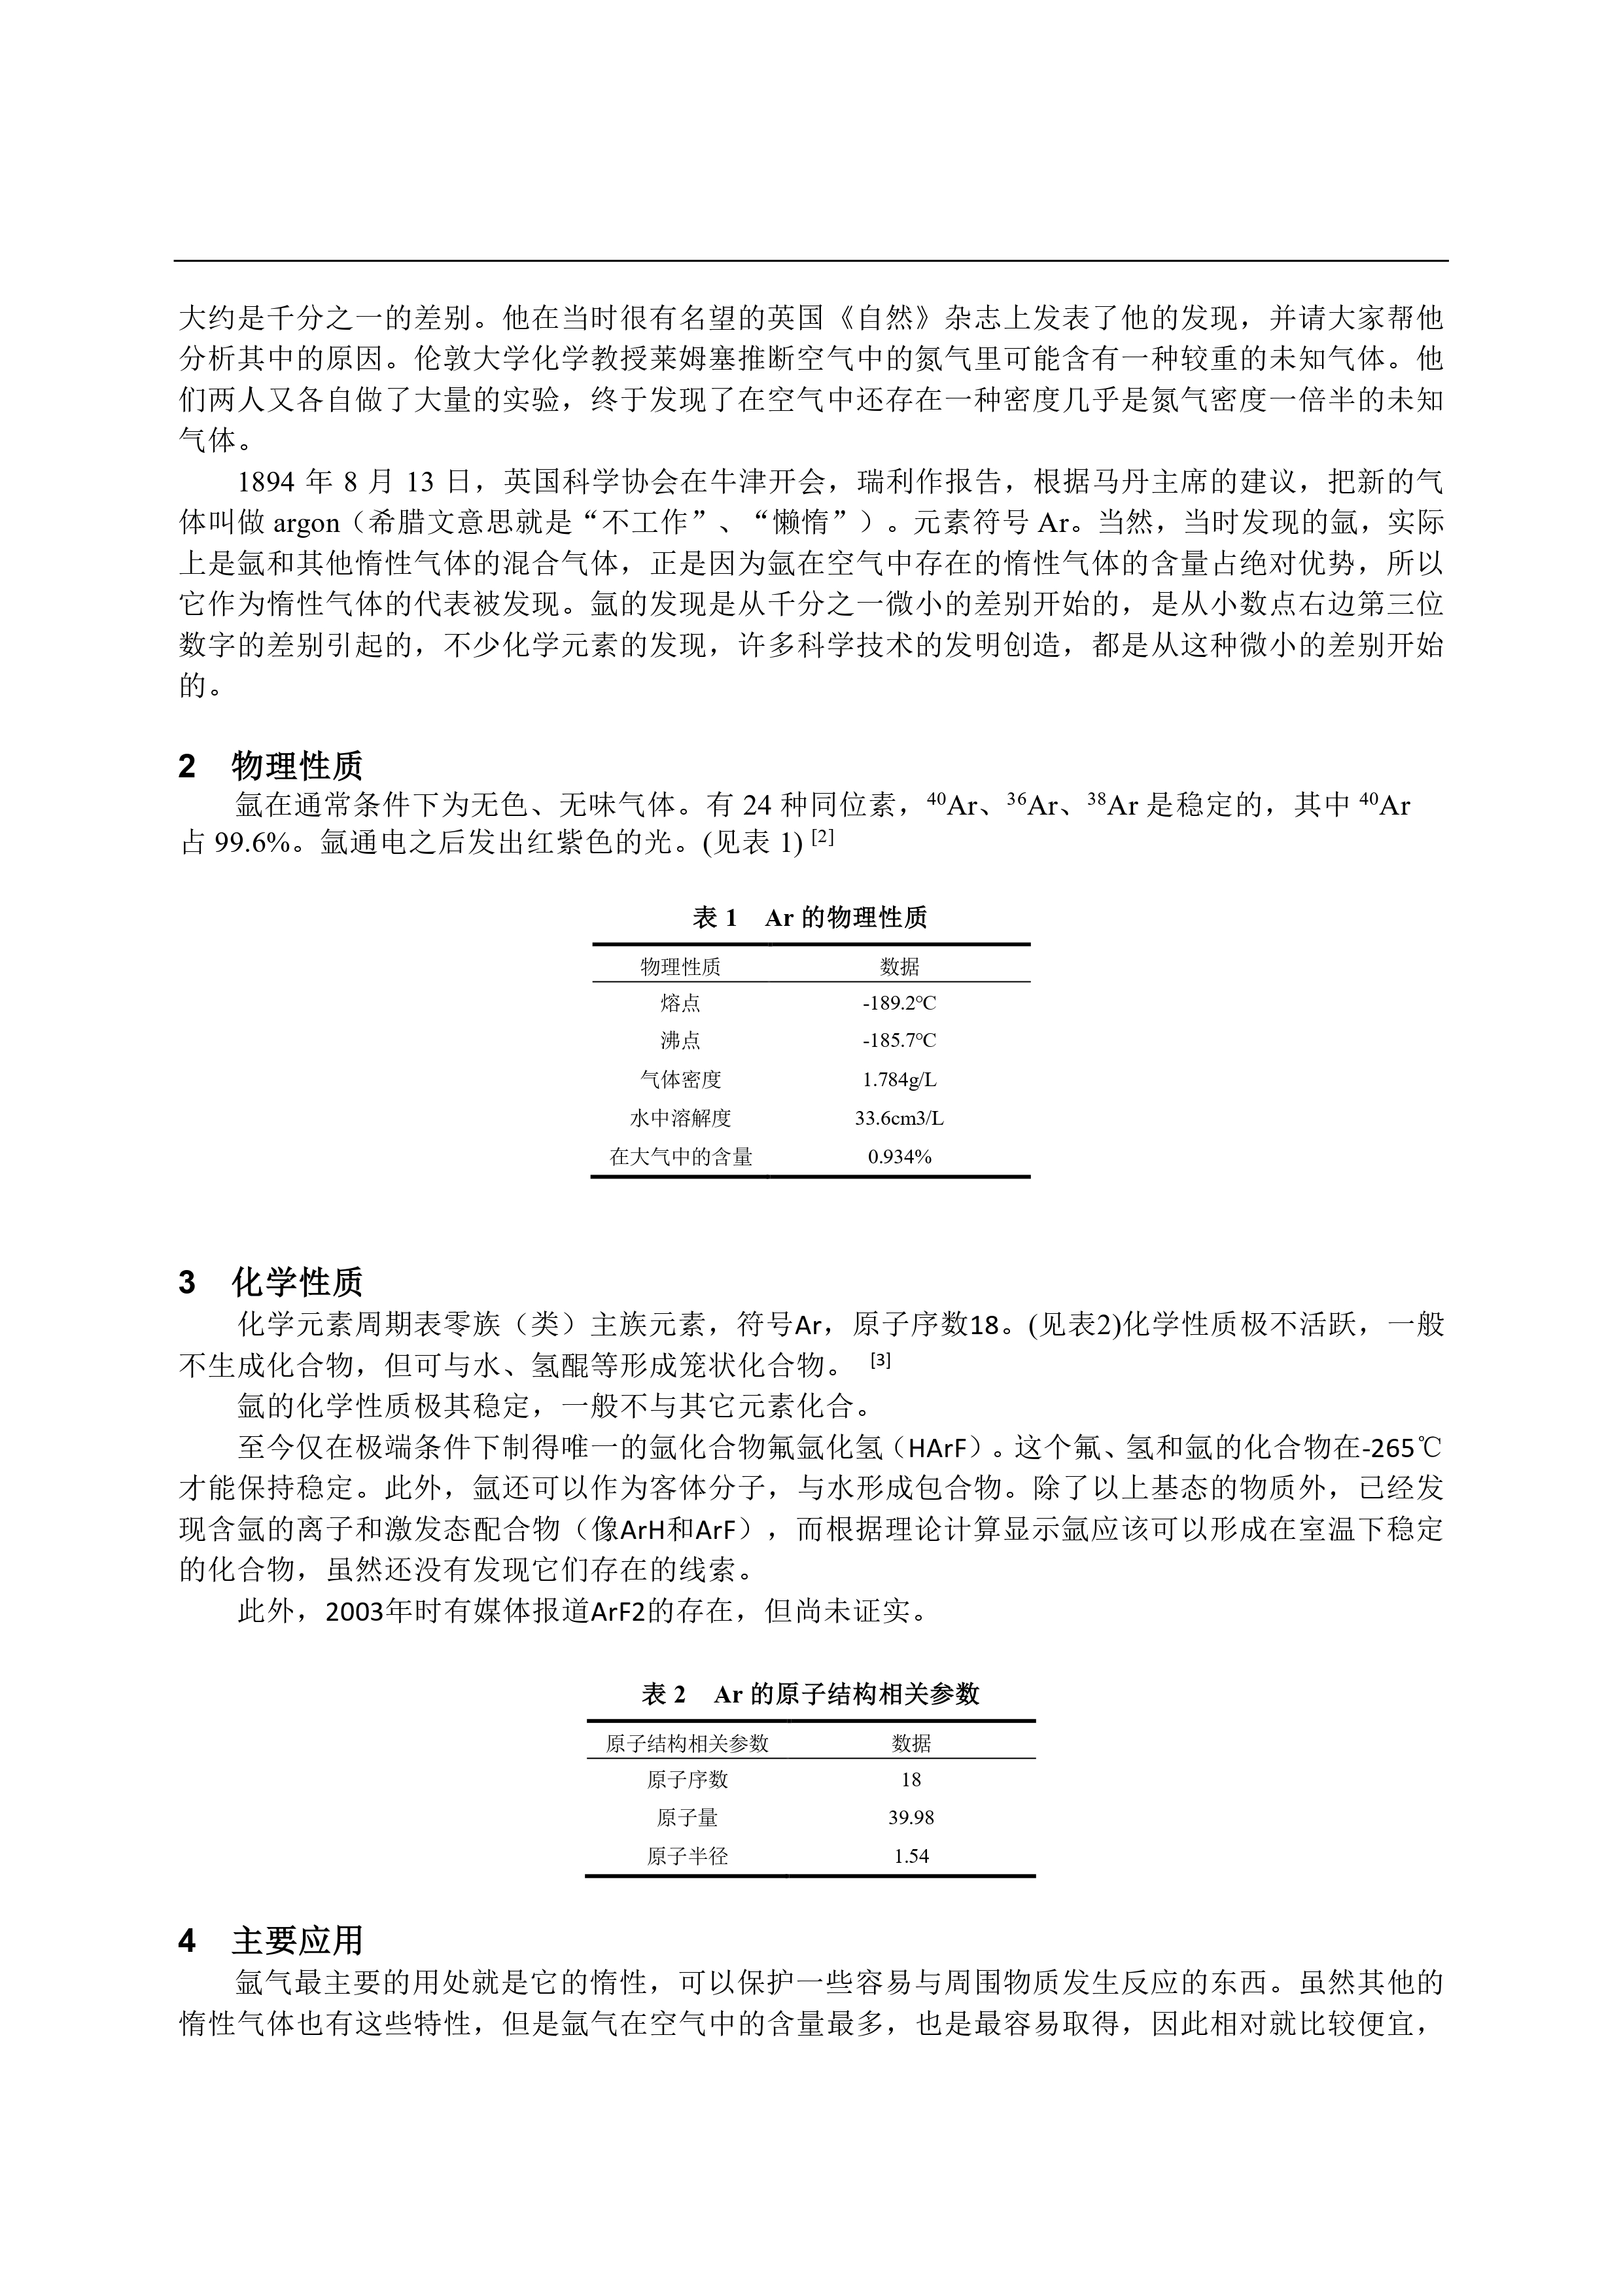 大约是千分之一的差别。他在当时很有名望的英国《自然》杂志上发表了他的发现，并请大家帮他
分析其中的原因。伦敦大学化学教授莱姆塞推断空气中的氮气里可能含有一种较重的未知气体。他
们两人又各自做了大量的实验，终于发现了在空气中还存在一种密度几乎是氮气密度一倍半的未知
气体。
1894 年 8 月 13 日，英国科学协会在牛津开会，瑞利作报告，根据马丹主席的建议，把新的气
体叫做 argon（希腊文意思就是“不工作”、“懒惰”）。元素符号 Ar。当然，当时发现的氩，实际
上是氩和其他惰性气体的混合气体，正是因为氩在空气中存在的惰性气体的含量占绝对优势，所以
它作为惰性气体的代表被发现。氩的发现是从千分之一微小的差别开始的，是从小数点右边第三位
数字的差别引起的，不少化学元素的发现，许多科学技术的发明创造，都是从这种微小的差别开始
的。
2 物理性质
氩在通常条件下为无色、无味气体。有 24 种同位素，⁴⁰Ar、³⁶Ar、³⁸Ar 是稳定的，其中 ⁴⁰Ar
占 99.6%。氩通电之后发出红紫色的光。(见表 1) [2]
表 1 Ar 的物理性质
物理性质 数据
熔点 -189.2℃
沸点 -185.7℃
气体密度 1.784g/L
水中溶解度 33.6cm3/L
在大气中的含量 0.934%
3 化学性质
化学元素周期表零族（类）主族元素，符号Ar，原子序数18。(见表2)化学性质极不活跃，一般
不生成化合物，但可与水、氢醌等形成笼状化合物。 [3]
氩的化学性质极其稳定，一般不与其它元素化合。
至今仅在极端条件下制得唯一的氩化合物氟氩化氢（HArF）。这个氟、氢和氩的化合物在-265℃
才能保持稳定。此外，氩还可以作为客体分子，与水形成包合物。除了以上基态的物质外，已经发
现含氩的离子和激发态配合物（像ArH和ArF），而根据理论计算显示氩应该可以形成在室温下稳定
的化合物，虽然还没有发现它们存在的线索。
此外，2003年时有媒体报道ArF2的存在，但尚未证实。
表 2 Ar 的原子结构相关参数
原子结构相关参数 数据
原子序数 18
原子量 39.98
原子半径 1.54
4 主要应用
氩气最主要的用处就是它的惰性，可以保护一些容易与周围物质发生反应的东西。虽然其他的
惰性气体也有这些特性，但是氩气在空气中的含量最多，也是最容易取得，因此相对就比较便宜，